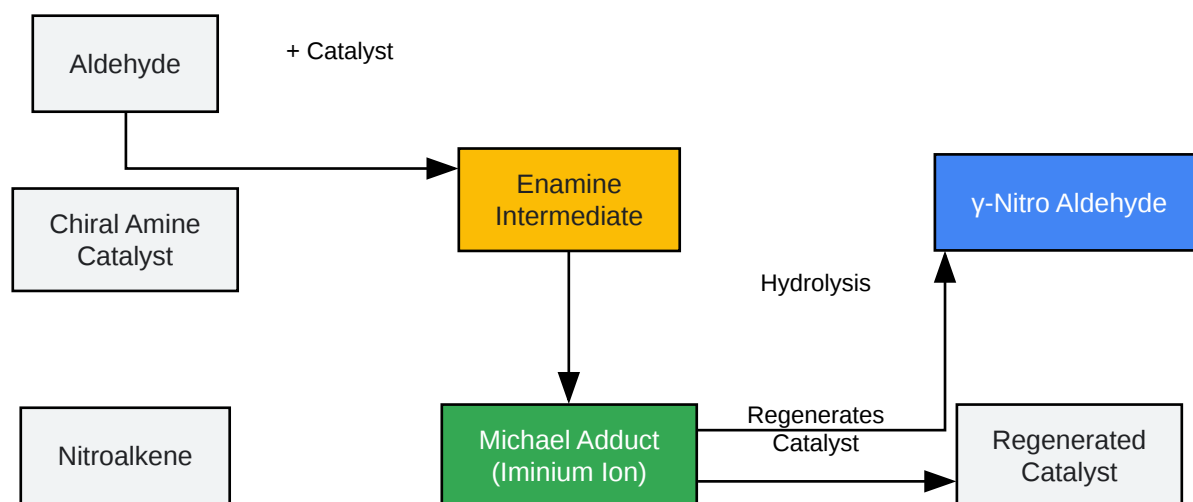 Aldehyde
+ Catalyst
Enamine
Intermediate
γ-Nitro Aldehyde
Chiral Amine
Catalyst
Hydrolysis
Nitroalkene
Michael Adduct
(Iminium Ion)
Regenerates
Catalyst
Regenerated
Catalyst